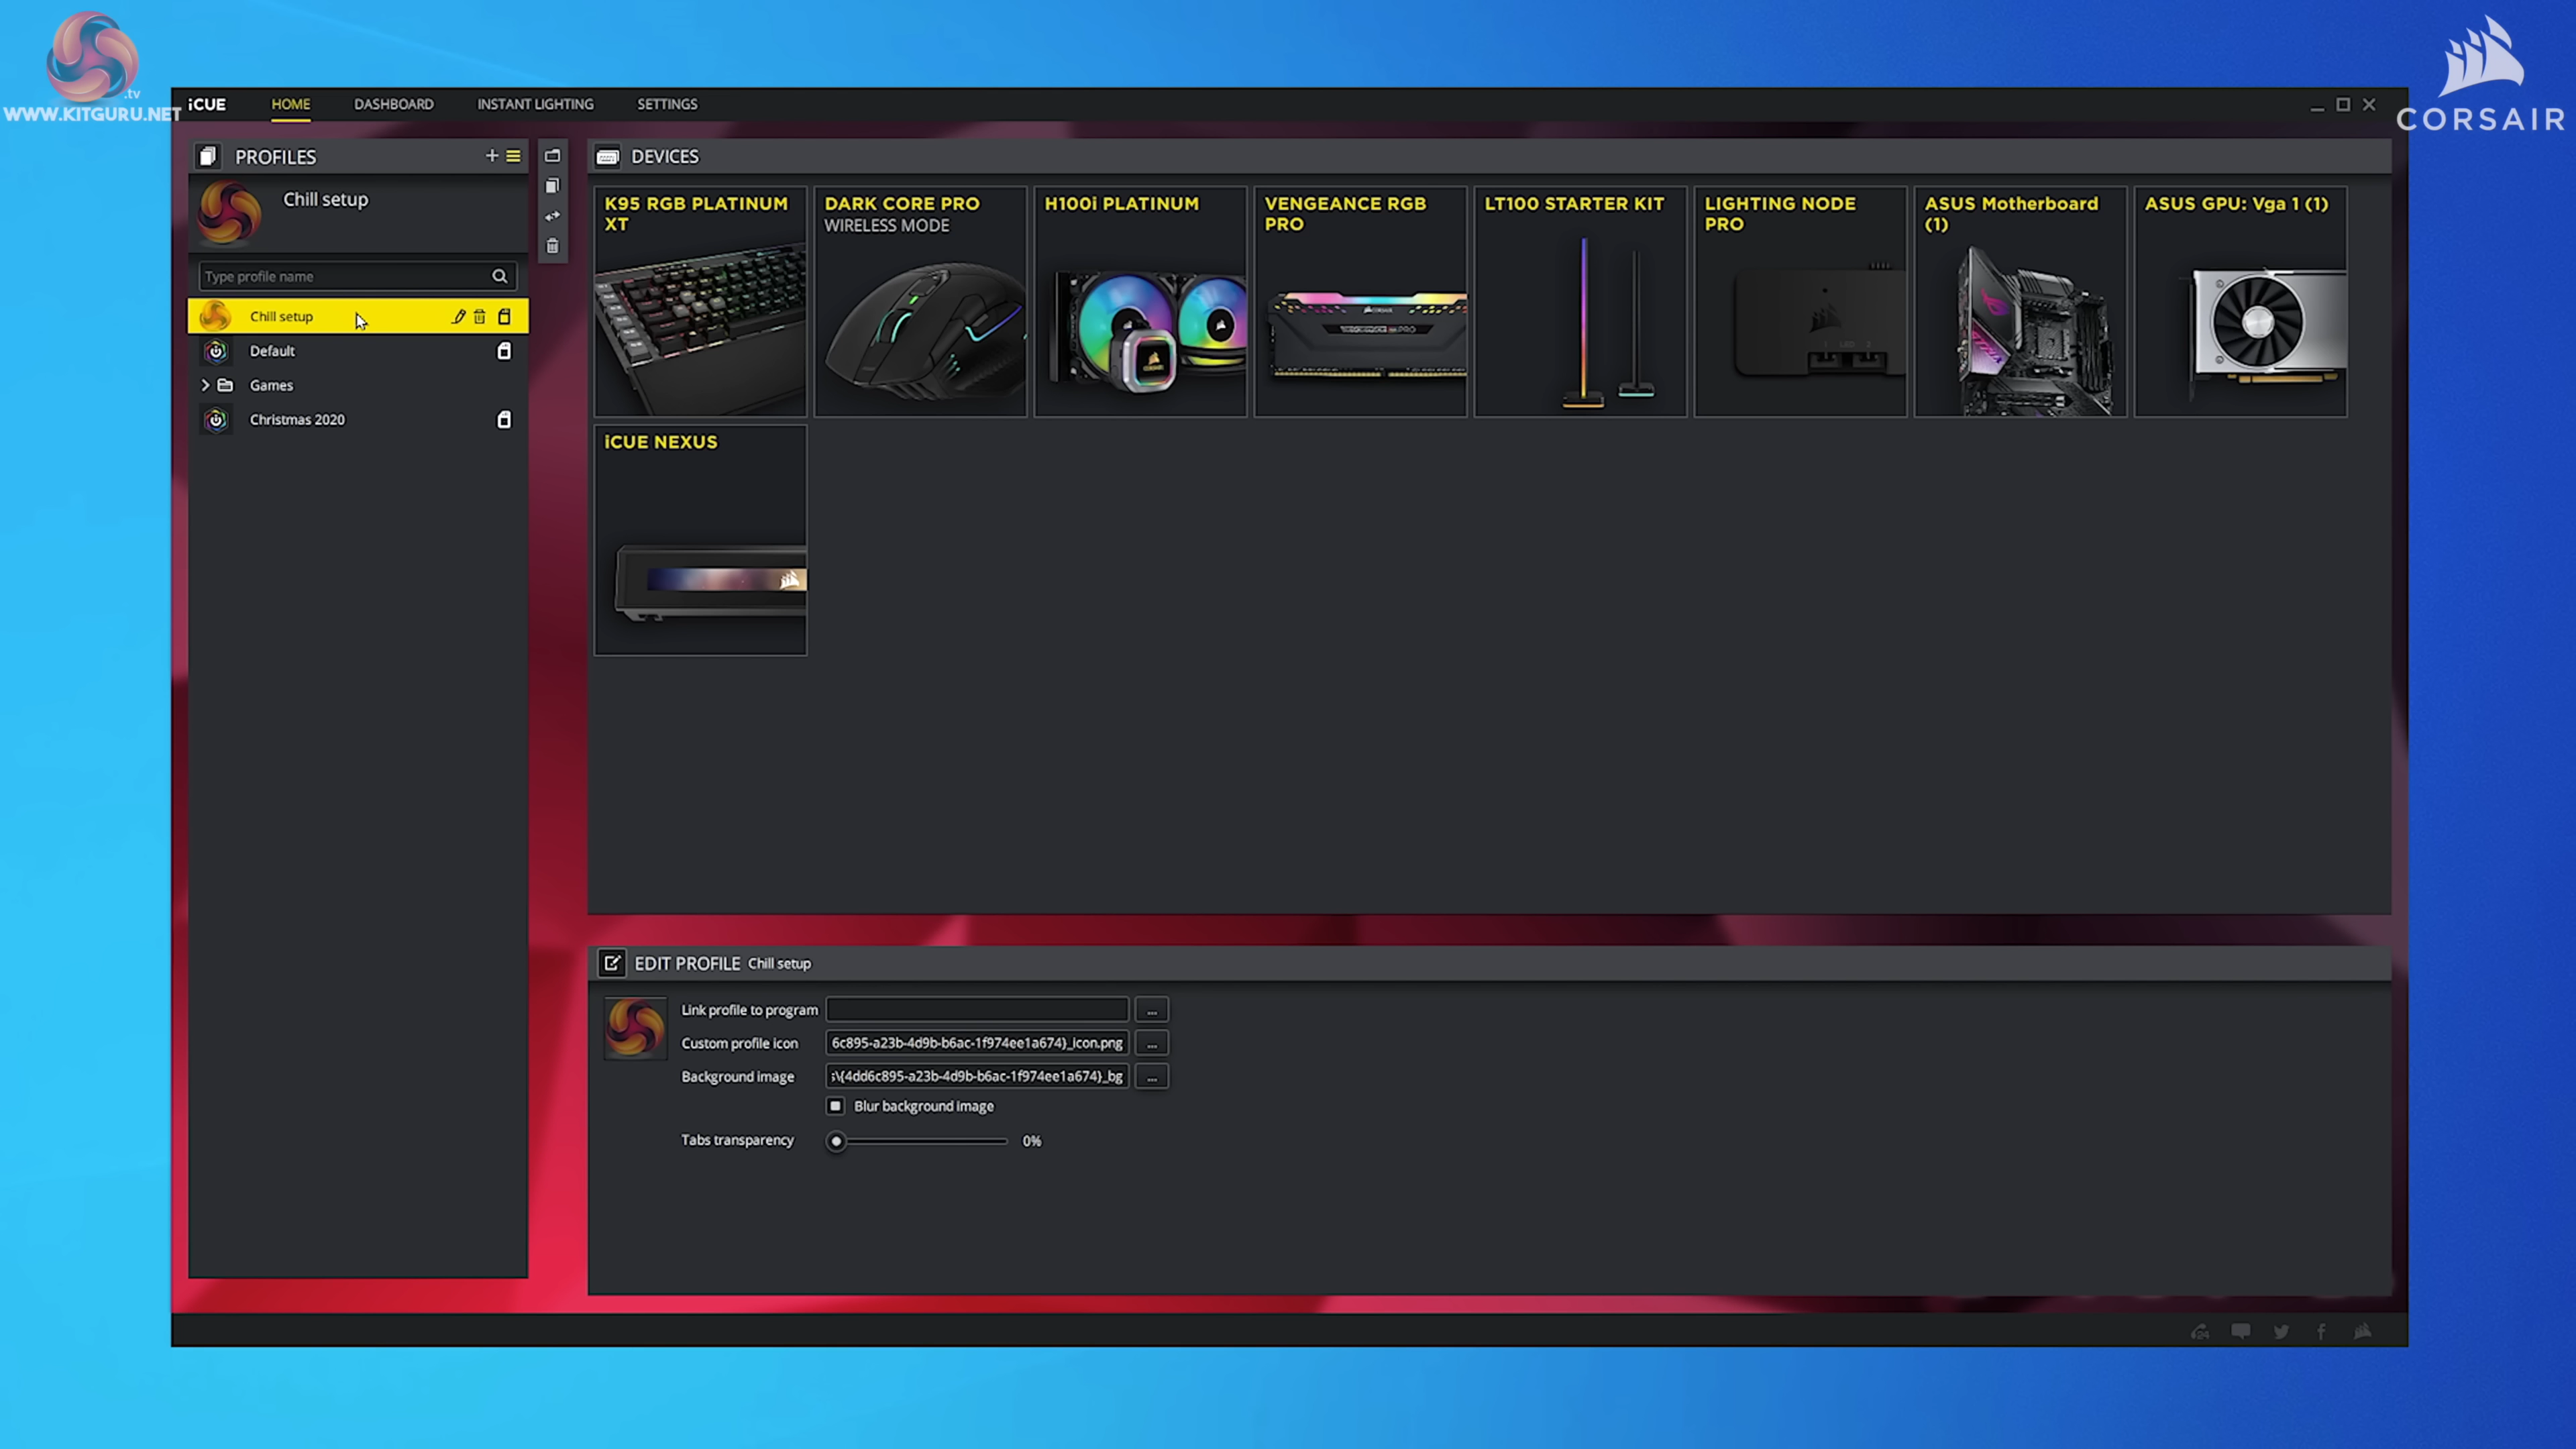 .tv
WWW.KITGURU.NET
CORSAIR
iCUE HOME DASHBOARD INSTANT LIGHTING SETTINGS
PROFILES
Chill setup
Type profile name
Chill setup
Default
Games
Christmas 2020
DEVICES
K95 RGB PLATINUM
XT
DARK CORE PRO
WIRELESS MODE
H100i PLATINUM
VENGEANCE RGB
PRO
LT100 STARTER KIT
LIGHTING NODE
PRO
ASUS Motherboard
(1)
ASUS GPU: Vga 1 (1)
iCUE NEXUS
EDIT PROFILE Chill setup
Link profile to program ...
Custom profile icon 6c895-a23b-4d9b-b6ac-1f974ee1a674}_icon.png ...
Background image s\{4dd6c895-a23b-4d9b-b6ac-1f974ee1a674}_bg ...
Blur background image
Tabs transparency 0%